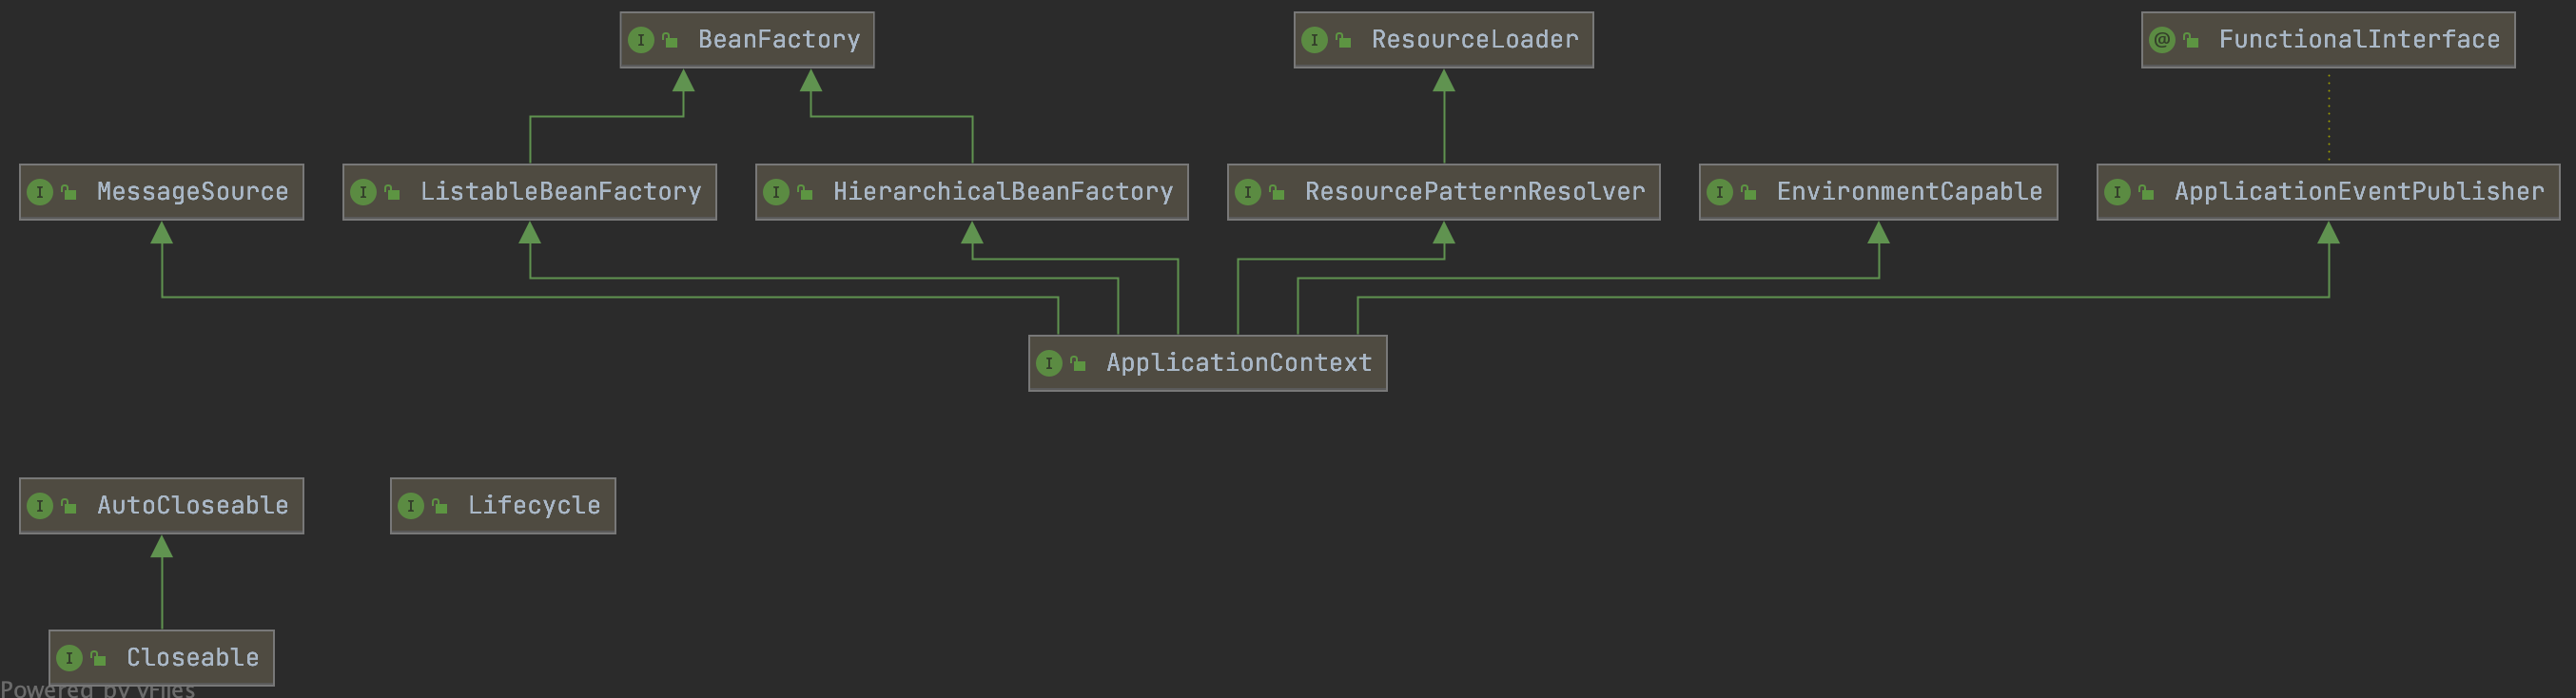 BeanFactory
ResourceLoader
FunctionalInterface
MessageSource
ListableBeanFactory
HierarchicalBeanFactory
ResourcePatternResolver
EnvironmentCapable
ApplicationEventPublisher
ApplicationContext
AutoCloseable
Lifecycle
Closeable
Powered by yFiles